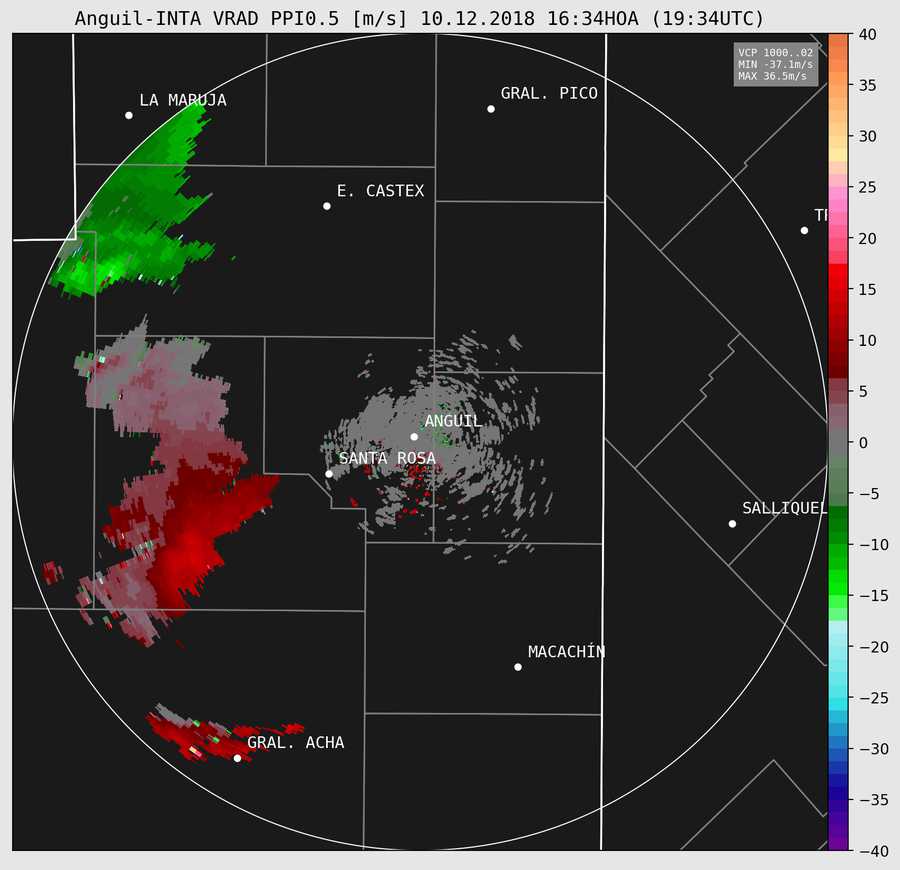 Anguil-INTA VRAD PPI0.5 [m/s] 10.12.2018 16:34HOA (19:34UTC)
VCP 1000..02
MIN -37.1m/s
MAX 36.5m/s
LA MARUJA
GRAL. PICO
E. CASTEX
TR
ANGUIL
SANTA ROSA
SALLIQUEL
MACACHÍN
GRAL. ACHA
40
35
30
25
20
15
10
5
0
−5
−10
−15
−20
−25
−30
−35
−40